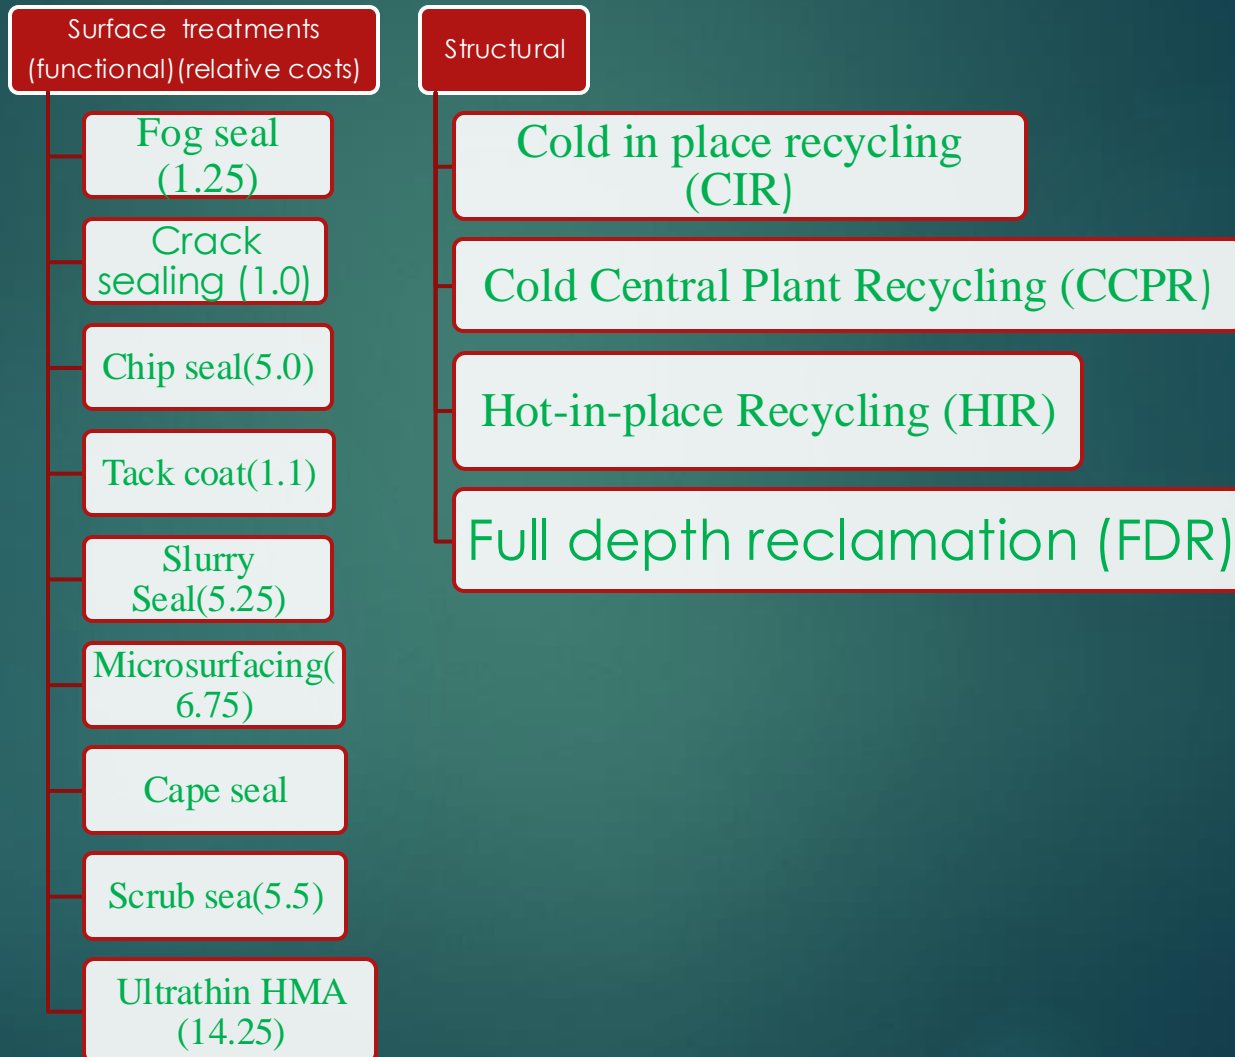 Surface treatments
(functional)(relative costs)
Fog seal
(1.25)
Crack
sealing (1.0)
Chip seal(5.0)
Tack coat(1.1)
Slurry
Seal(5.25)
Microsurfacing(
6.75)
Cape seal
Scrub sea(5.5)
Ultrathin HMA
(14.25)
Structural
Cold in place recycling
(CIR)
Cold Central Plant Recycling (CCPR)
Hot-in-place Recycling (HIR)
Full depth reclamation (FDR)